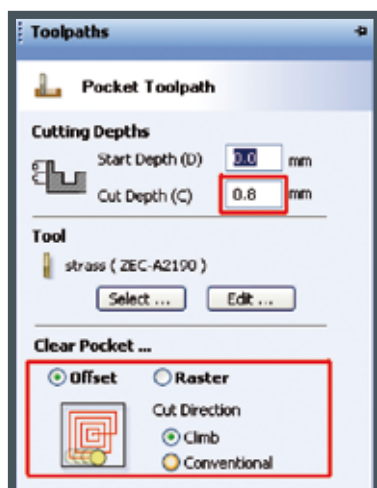 Toolpaths
Pocket Toolpath
Cutting Depths
Start Depth (D) 0.0 mm
Cut Depth (C) 0.8 mm
Tool
strass ( ZEC-A2190 )
Select ... Edit ...
Clear Pocket ...
Offset Raster
Cut Direction
Climb
Conventional